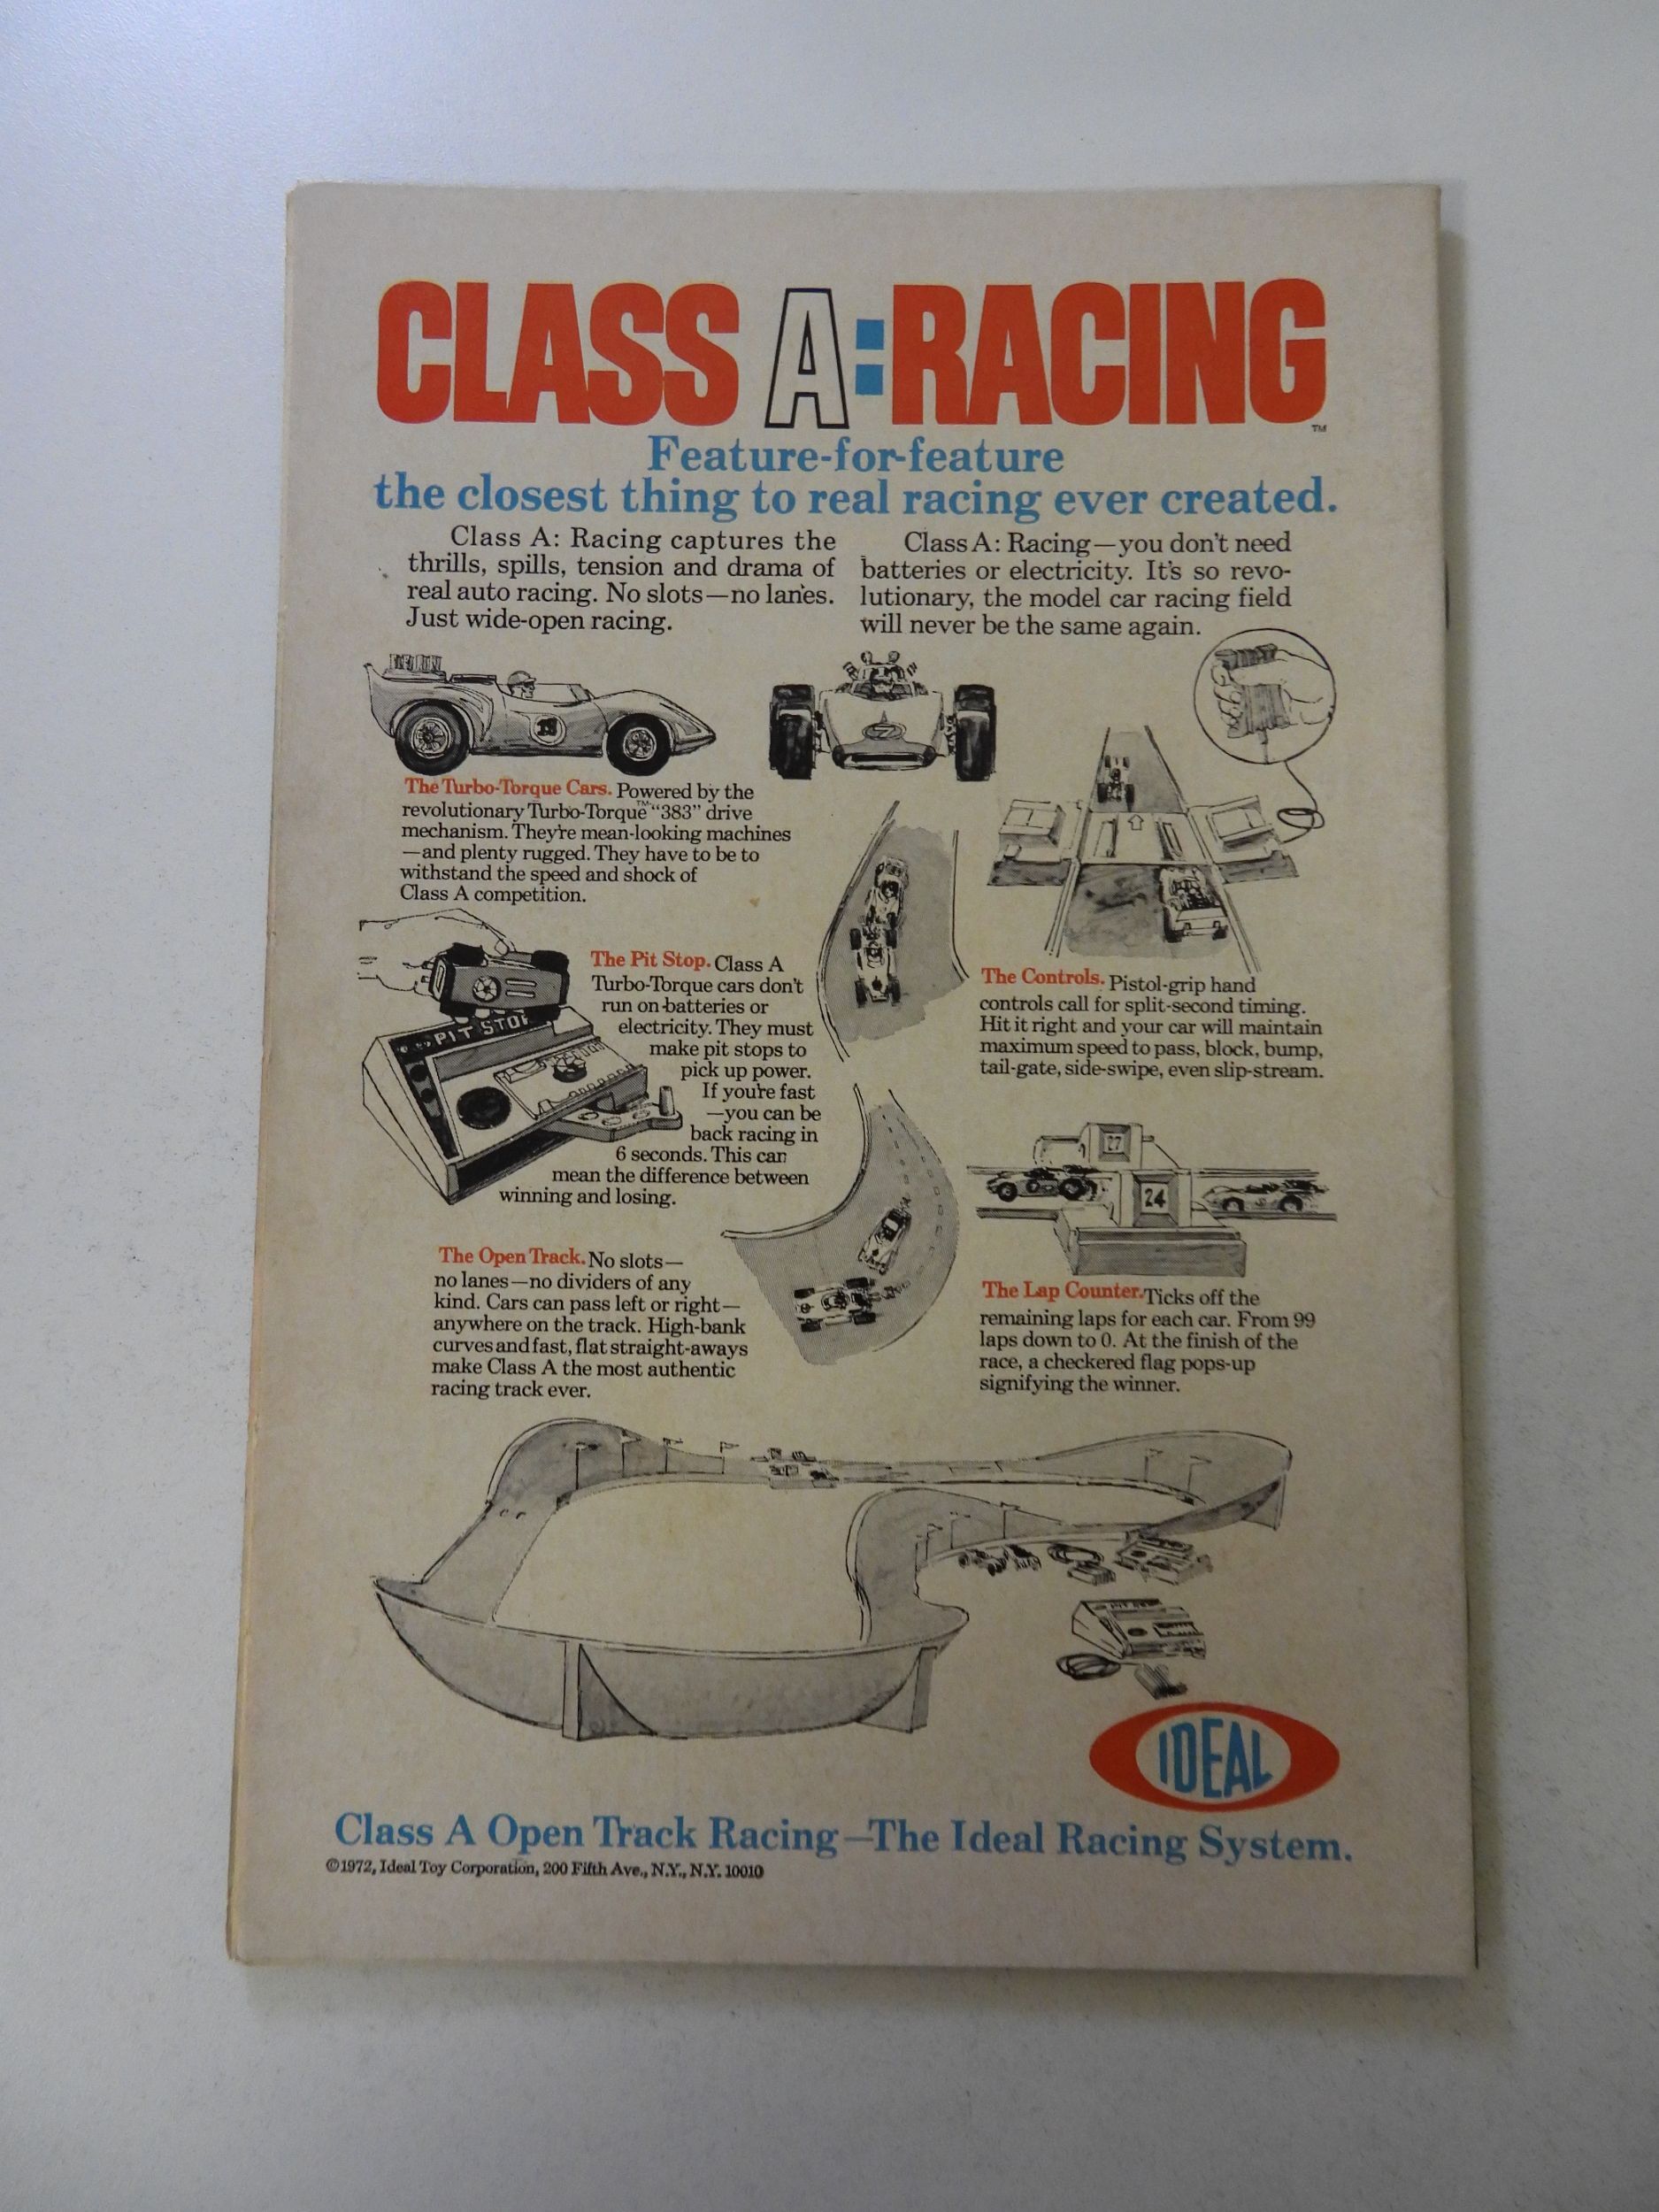 CLASS A:RACING
TM
Feature-for-feature
the closest thing to real racing ever created.
Class A: Racing captures the
thrills, spills, tension and drama of
real auto racing. No slots—no lanes.
Just wide-open racing.
Class A: Racing—you don't need
batteries or electricity. It's so revo-
lutionary, the model car racing field
will never be the same again.
The Turbo-Torque Cars. Powered by the
revolutionary Turbo-Torque™ "383" drive
mechanism. They're mean-looking machines
—and plenty rugged. They have to be to
withstand the speed and shock of
Class A competition.
PIT STOP
The Pit Stop. Class A
Turbo-Torque cars don't
run on batteries or
electricity. They must
make pit stops to
pick up power.
If you're fast
—you can be
back racing in
6 seconds. This can
mean the difference between
winning and losing.
The Controls. Pistol-grip hand
controls call for split-second timing.
Hit it right and your car will maintain
maximum speed to pass, block, bump,
tail-gate, side-swipe, even slip-stream.
27
24
The Open Track. No slots—
no lanes—no dividers of any
kind. Cars can pass left or right—
anywhere on the track. High-bank
curves and fast, flat straight-aways
make Class A the most authentic
racing track ever.
The Lap Counter. Ticks off the
remaining laps for each car. From 99
laps down to 0. At the finish of the
race, a checkered flag pops-up
signifying the winner.
IDEAL
Class A Open Track Racing—The Ideal Racing System.
©1972, Ideal Toy Corporation, 200 Fifth Ave., N.Y., N.Y. 10010